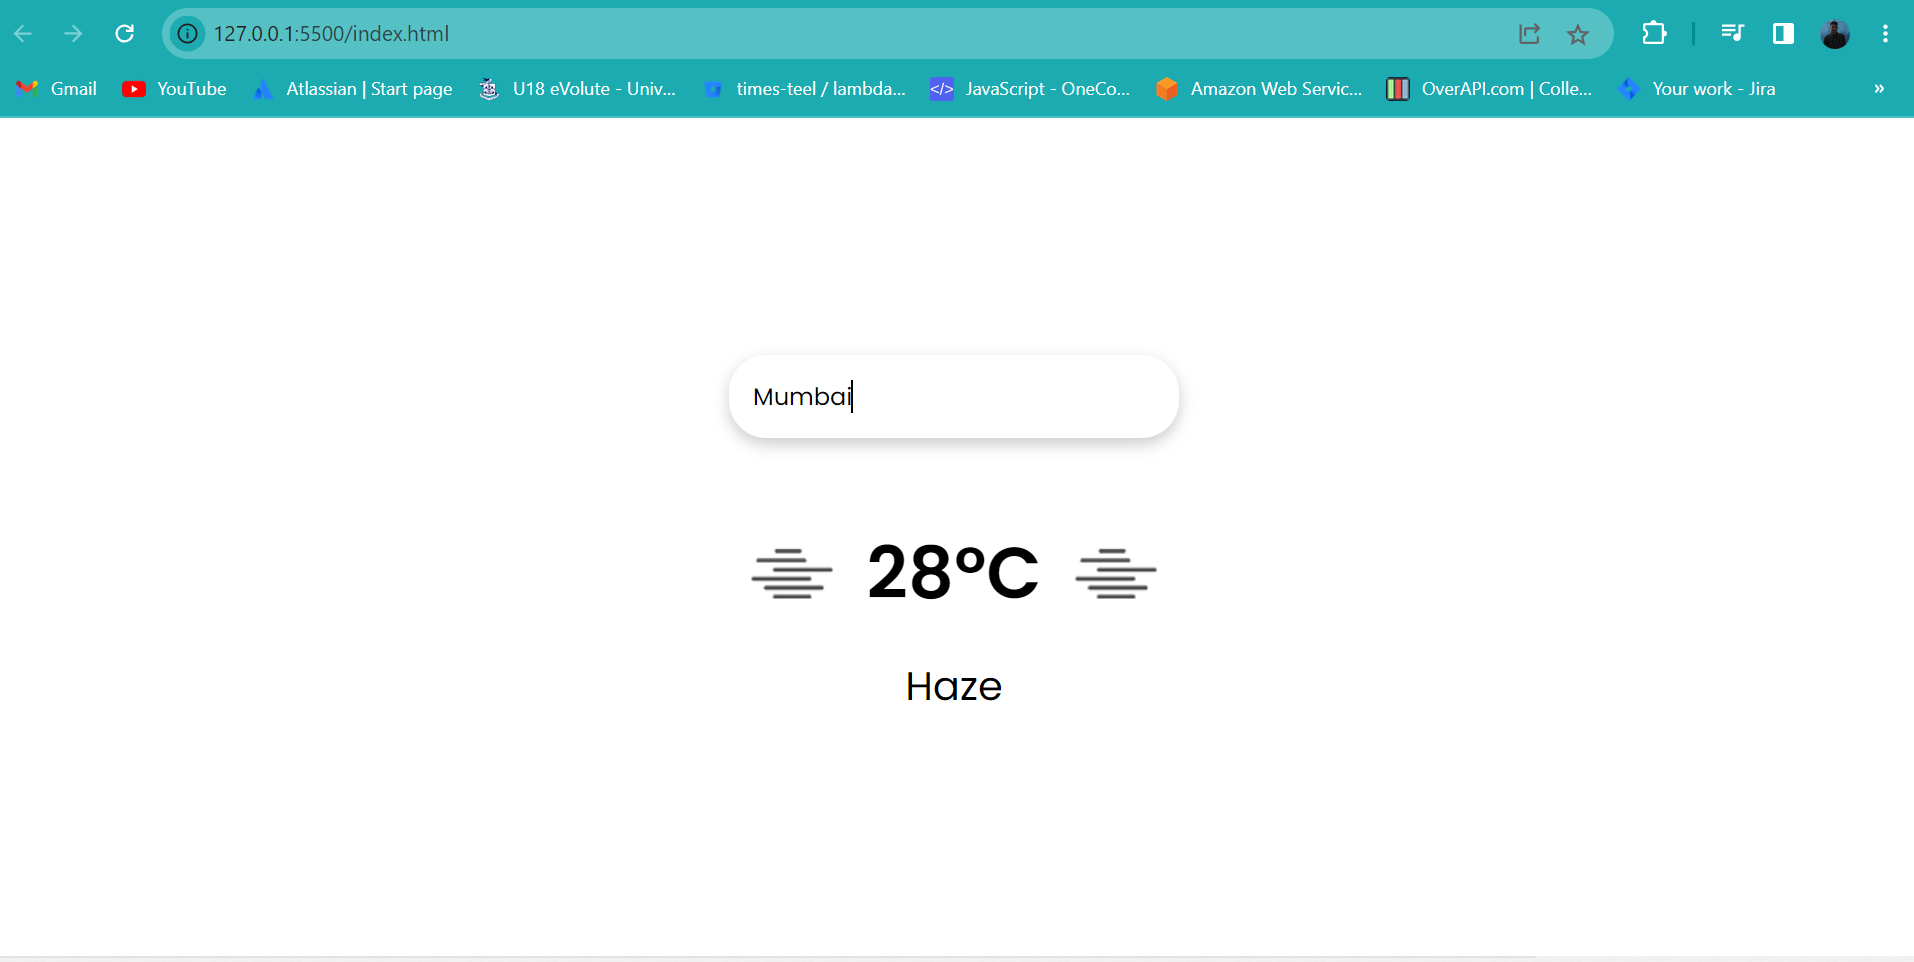 127.0.0.1:5500/index.html
Gmail YouTube Atlassian | Start page U18 eVolute - Univ... times-teel / lambda... </> JavaScript - OneCo... Amazon Web Servic... OverAPI.com | Colle... Your work - Jira »
Mumbai
28°C
Haze